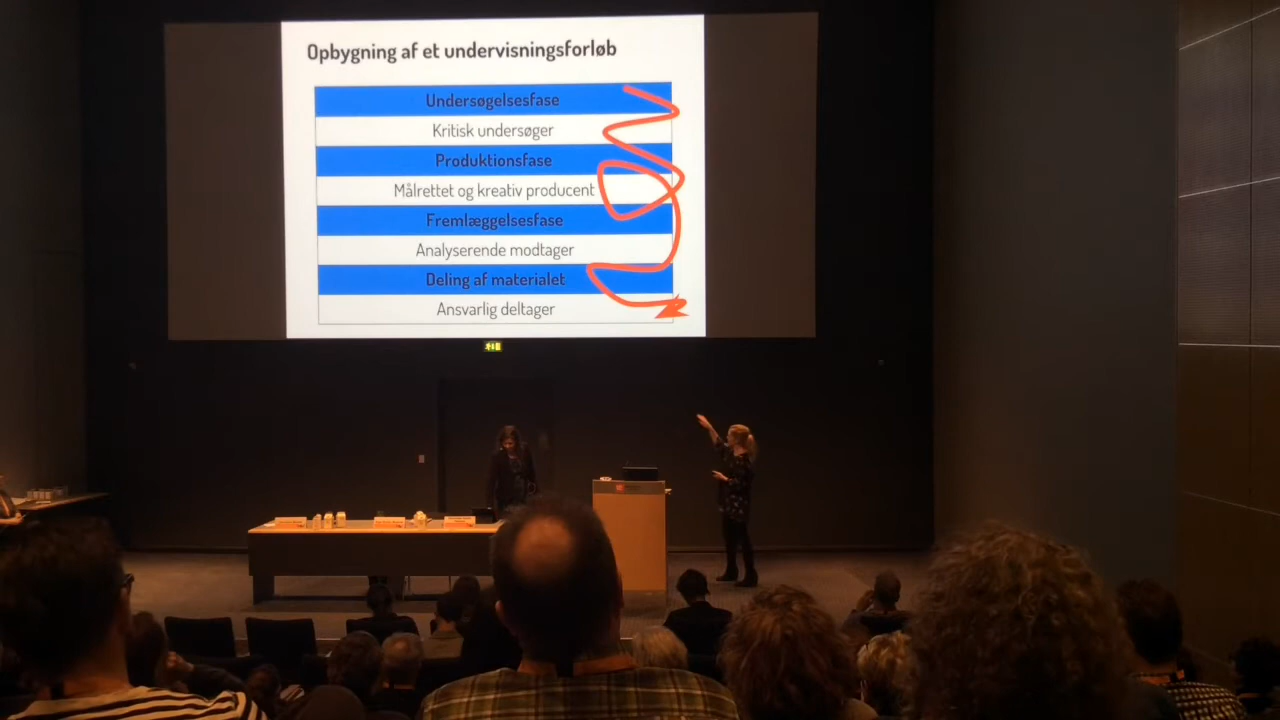 Opbygning af et undervisningsforløb
Undersøgelsesfase
Kritisk undersøger
Produktionsfase
Målrettet og kreativ producent
Fremlæggelsesfase
Analyserende modtager
Deling af materialet
Ansvarlig deltager